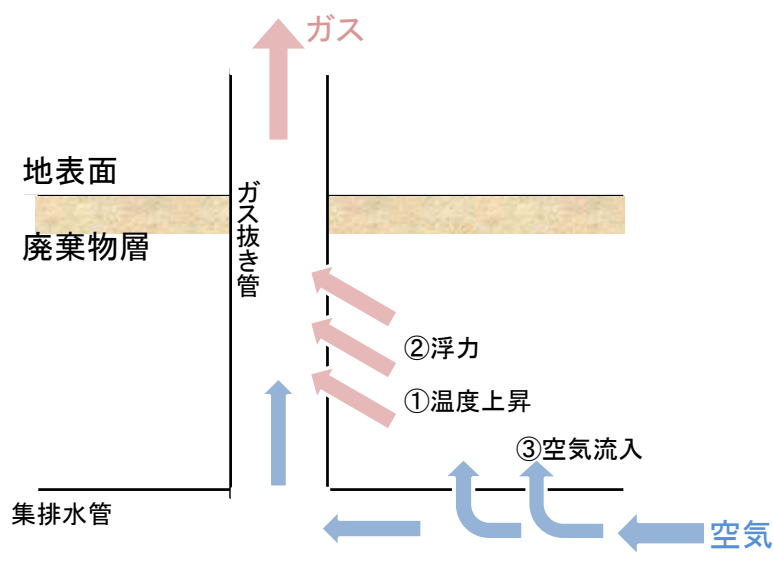 ガス
地表面
ガス抜き管
廃棄物層
②浮力
①温度上昇
③空気流入
集排水管
空気